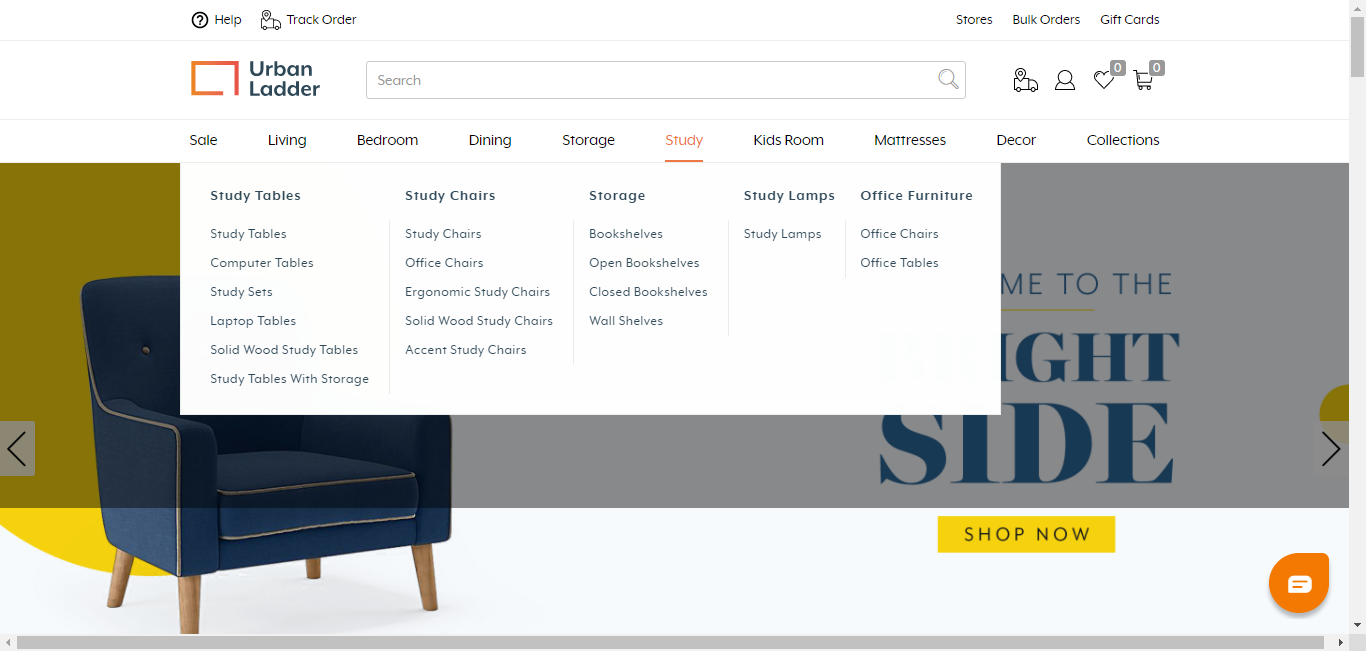 Help
Track Order
Stores
Bulk Orders
Gift Cards
Urban
Ladder
Search
0
0
Sale
Living
Bedroom
Dining
Storage
Study
Kids Room
Mattresses
Decor
Collections
Study Tables
Study Tables
Computer Tables
Study Sets
Laptop Tables
Solid Wood Study Tables
Study Tables With Storage
Study Chairs
Study Chairs
Office Chairs
Ergonomic Study Chairs
Solid Wood Study Chairs
Accent Study Chairs
Storage
Bookshelves
Open Bookshelves
Closed Bookshelves
Wall Shelves
Study Lamps
Study Lamps
Office Furniture
Office Chairs
Office Tables
ME TO THE
IGHT
SIDE
SHOP NOW